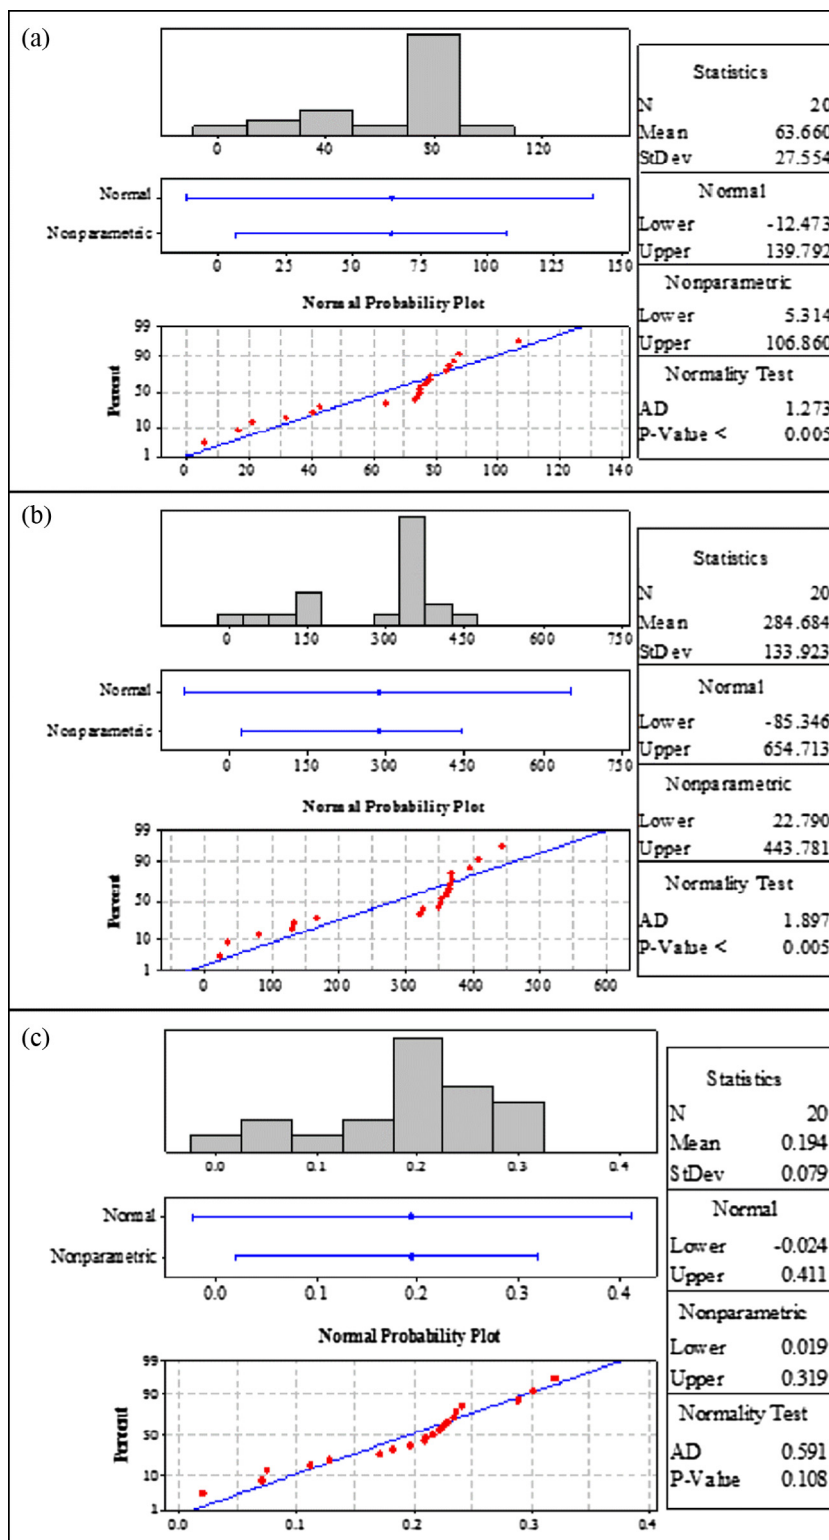 (a)
0 40 80 120
Normal
Nonparametric
0 25 50 75 100 125 150
Normal Probability Plot
Percent
99
90
50
10
1
0 20 40 60 80 100 120 140
Statistics
N 20
Mean 63.660
StDev 27.554
Normal
Lower -12.473
Upper 139.792
Nonparametric
Lower 5.314
Upper 106.860
Normality Test
AD 1.273
P-Value < 0.005
(b)
0 150 300 450 600 750
Normal
Nonparametric
0 150 300 450 600 750
Normal Probability Plot
Percent
99
90
50
10
1
0 100 200 300 400 500 600
Statistics
N 20
Mean 284.684
StDev 133.923
Normal
Lower -85.346
Upper 654.713
Nonparametric
Lower 22.790
Upper 443.781
Normality Test
AD 1.897
P-Value < 0.005
(c)
0.0 0.1 0.2 0.3 0.4
Normal
Nonparametric
0.0 0.1 0.2 0.3 0.4
Normal Probability Plot
Percent
99
90
50
10
1
0.0 0.1 0.2 0.3 0.4
Statistics
N 20
Mean 0.194
StDev 0.079
Normal
Lower -0.024
Upper 0.411
Nonparametric
Lower 0.019
Upper 0.319
Normality Test
AD 0.591
P-Value 0.108